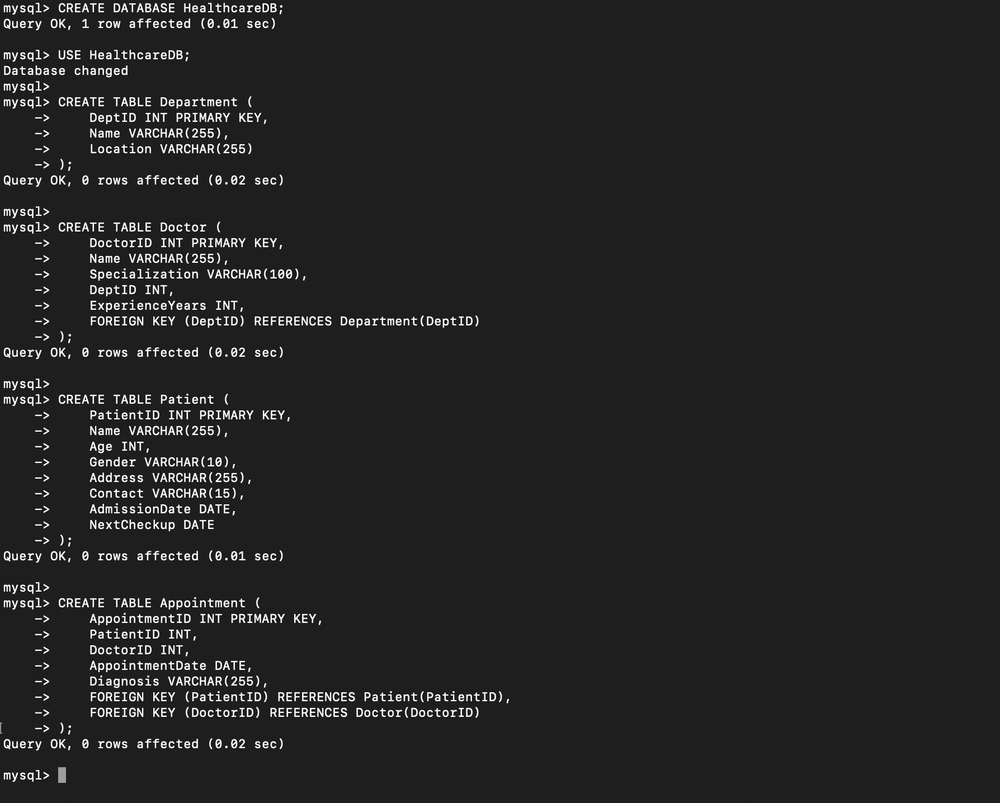 mysql> CREATE DATABASE HealthcareDB;
Query OK, 1 row affected (0.01 sec)

mysql> USE HealthcareDB;
Database changed
mysql>
mysql> CREATE TABLE Department (
    ->     DeptID INT PRIMARY KEY,
    ->     Name VARCHAR(255),
    ->     Location VARCHAR(255)
    -> );
Query OK, 0 rows affected (0.02 sec)

mysql>
mysql> CREATE TABLE Doctor (
    ->     DoctorID INT PRIMARY KEY,
    ->     Name VARCHAR(255),
    ->     Specialization VARCHAR(100),
    ->     DeptID INT,
    ->     ExperienceYears INT,
    ->     FOREIGN KEY (DeptID) REFERENCES Department(DeptID)
    -> );
Query OK, 0 rows affected (0.02 sec)

mysql>
mysql> CREATE TABLE Patient (
    ->     PatientID INT PRIMARY KEY,
    ->     Name VARCHAR(255),
    ->     Age INT,
    ->     Gender VARCHAR(10),
    ->     Address VARCHAR(255),
    ->     Contact VARCHAR(15),
    ->     AdmissionDate DATE,
    ->     NextCheckup DATE
    -> );
Query OK, 0 rows affected (0.01 sec)

mysql>
mysql> CREATE TABLE Appointment (
    ->     AppointmentID INT PRIMARY KEY,
    ->     PatientID INT,
    ->     DoctorID INT,
    ->     AppointmentDate DATE,
    ->     Diagnosis VARCHAR(255),
    ->     FOREIGN KEY (PatientID) REFERENCES Patient(PatientID),
    ->     FOREIGN KEY (DoctorID) REFERENCES Doctor(DoctorID)
[    -> );
Query OK, 0 rows affected (0.02 sec)

mysql>